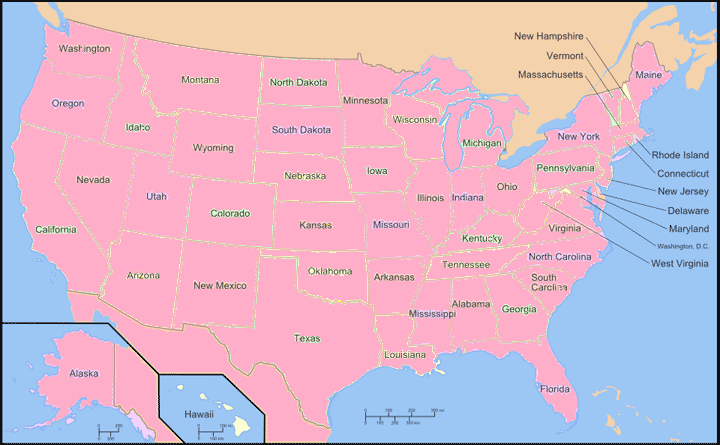 New Hampshire
Vermont
Massachusetts
Washington
Montana
North Dakota
Minnesota
Maine
Oregon
Idaho
South Dakota
Wisconsin
Michigan
New York
Wyoming
Rhode Island
Nebraska
Iowa
Pennsylvania
Connecticut
Nevada
Utah
Colorado
Illinois
Indiana
Ohio
New Jersey
Delaware
California
Kansas
Missouri
Kentucky
Virginia
Maryland
Washington, D.C.
North Carolina
West Virginia
Arizona
New Mexico
Oklahoma
Arkansas
Tennessee
South
Carolina
Mississippi
Alabama
Georgia
Texas
Louisiana
Alaska
Hawaii
Florida